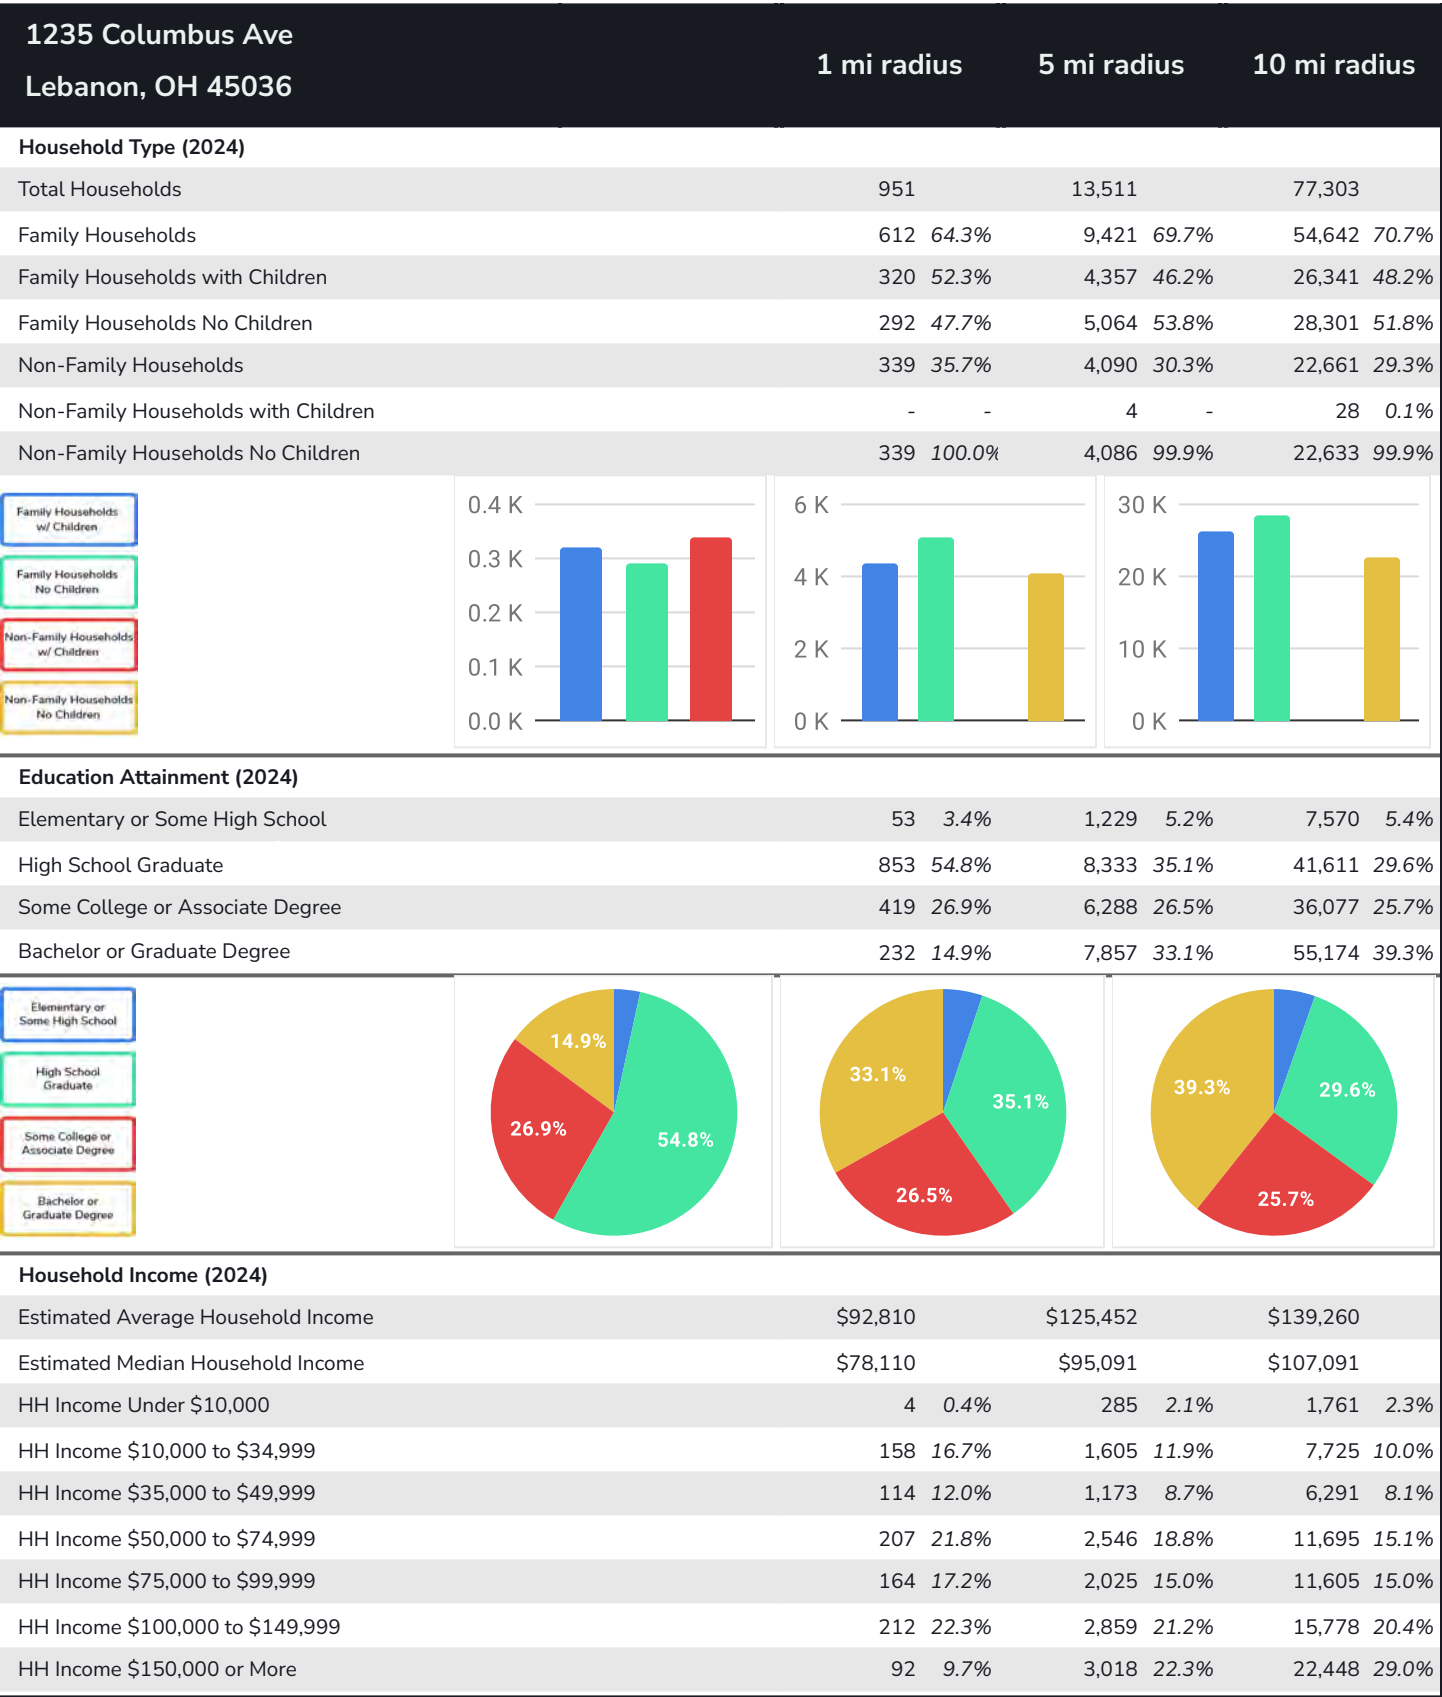 1235 Columbus Ave
Lebanon, OH 45036
1 mi radius 5 mi radius 10 mi radius
Household Type (2024)
Total Households 951 13,511 77,303
Family Households 612 64.3% 9,421 69.7% 54,642 70.7%
Family Households with Children 320 52.3% 4,357 46.2% 26,341 48.2%
Family Households No Children 292 47.7% 5,064 53.8% 28,301 51.8%
Non-Family Households 339 35.7% 4,090 30.3% 22,661 29.3%
Non-Family Households with Children - - 4 - 28 0.1%
Non-Family Households No Children 339 100.0% 4,086 99.9% 22,633 99.9%
Family Households
w/ Children
Family Households
No Children
Non-Family Households
w/ Children
Non-Family Households
No Children
0.4 K
0.3 K
0.2 K
0.1 K
0.0 K
6 K
4 K
2 K
0 K
30 K
20 K
10 K
0 K
Education Attainment (2024)
Elementary or Some High School 53 3.4% 1,229 5.2% 7,570 5.4%
High School Graduate 853 54.8% 8,333 35.1% 41,611 29.6%
Some College or Associate Degree 419 26.9% 6,288 26.5% 36,077 25.7%
Bachelor or Graduate Degree 232 14.9% 7,857 33.1% 55,174 39.3%
Elementary or
Some High School
High School
Graduate
Some College or
Associate Degree
Bachelor or
Graduate Degree
14.9%
26.9%
54.8%
33.1%
35.1%
26.5%
39.3%
29.6%
25.7%
Household Income (2024)
Estimated Average Household Income $92,810 $125,452 $139,260
Estimated Median Household Income $78,110 $95,091 $107,091
HH Income Under $10,000 4 0.4% 285 2.1% 1,761 2.3%
HH Income $10,000 to $34,999 158 16.7% 1,605 11.9% 7,725 10.0%
HH Income $35,000 to $49,999 114 12.0% 1,173 8.7% 6,291 8.1%
HH Income $50,000 to $74,999 207 21.8% 2,546 18.8% 11,695 15.1%
HH Income $75,000 to $99,999 164 17.2% 2,025 15.0% 11,605 15.0%
HH Income $100,000 to $149,999 212 22.3% 2,859 21.2% 15,778 20.4%
HH Income $150,000 or More 92 9.7% 3,018 22.3% 22,448 29.0%